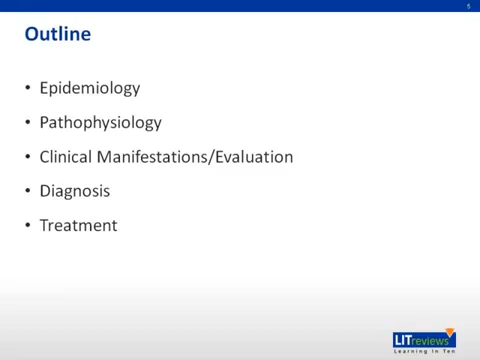 5
Outline
• Epidemiology
• Pathophysiology
• Clinical Manifestations/Evaluation
• Diagnosis
• Treatment
LITreviews
Learning In Ten